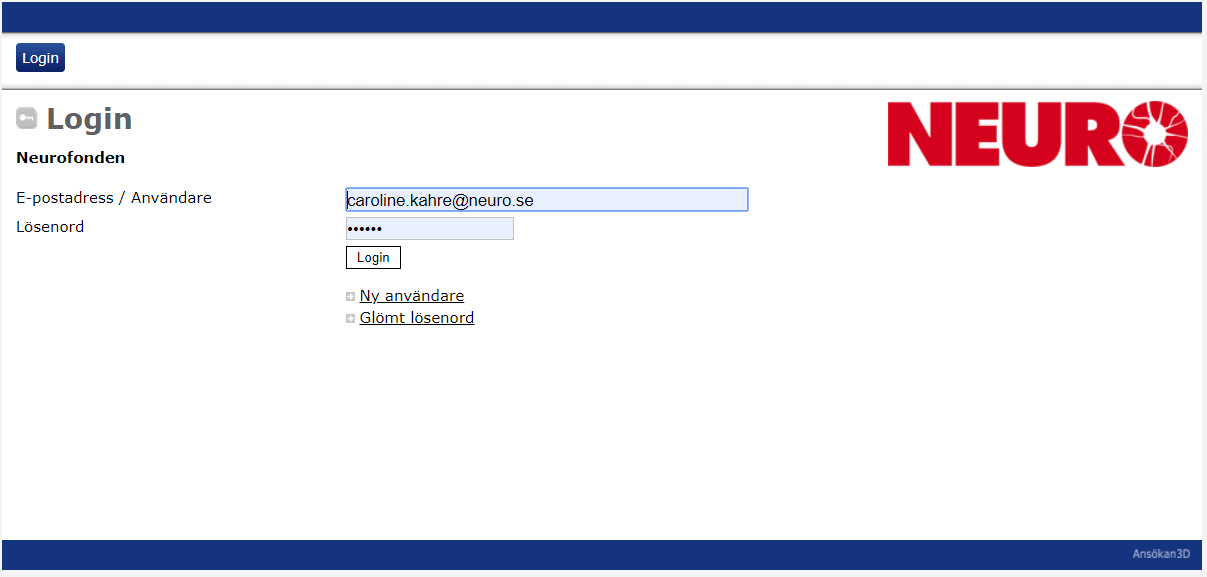 Login
Login
NEURO
Neurofonden
E-postadress / Användare
caroline.kahre@neuro.se
Lösenord
••••••
Login
Ny användare
Glömt lösenord
Ansökan3D